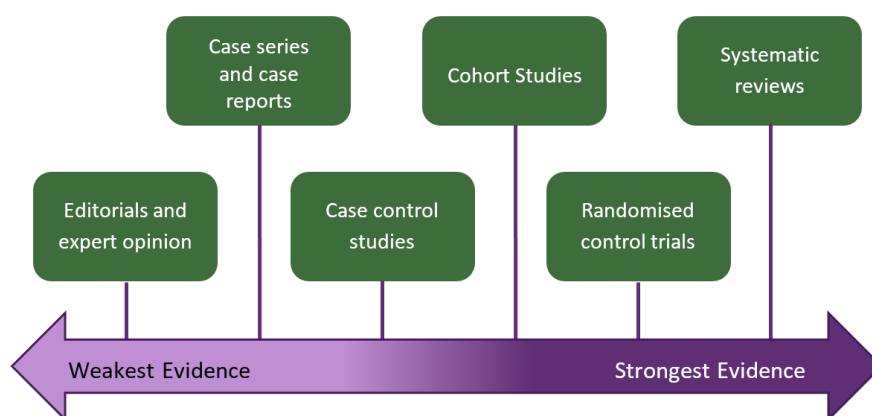 Case series
and case
reports
Cohort Studies
Systematic
reviews
Editorials and
expert opinion
Case control
studies
Randomised
control trials
Weakest Evidence
Strongest Evidence